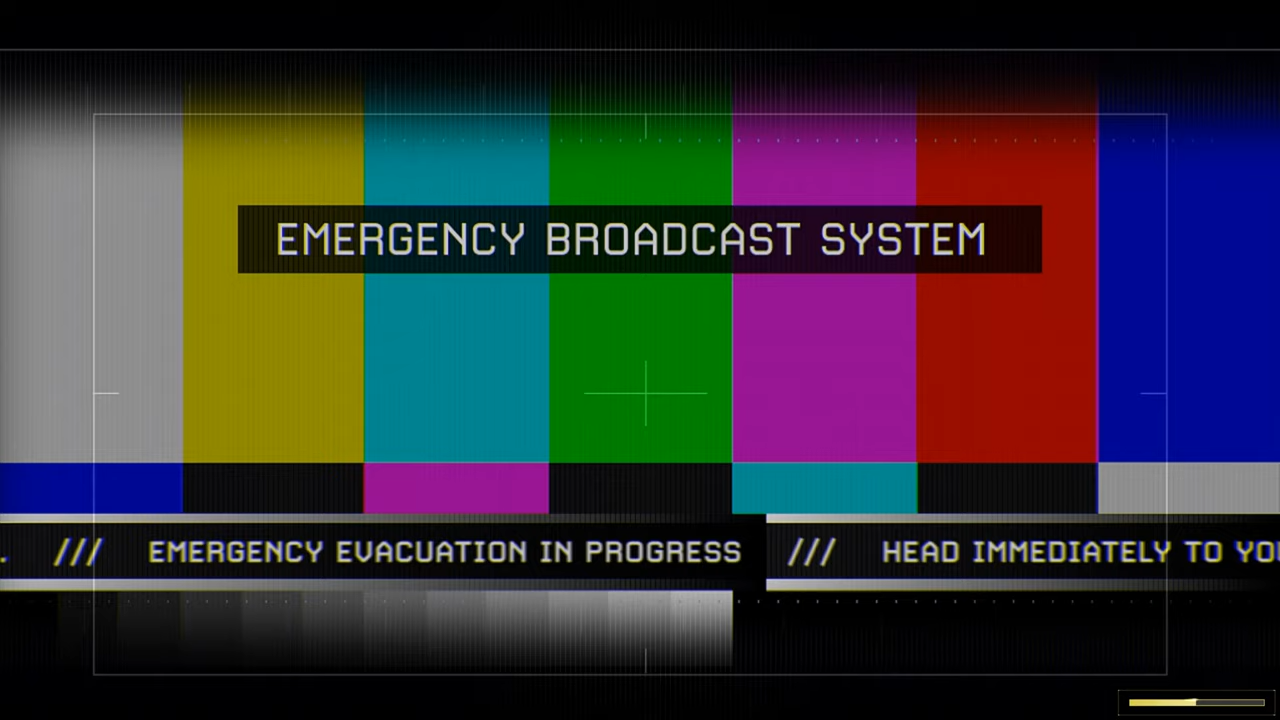 EMERGENCY BROADCAST SYSTEM
. /// EMERGENCY EVACUATION IN PROGRESS /// HEAD IMMEDIATELY TO